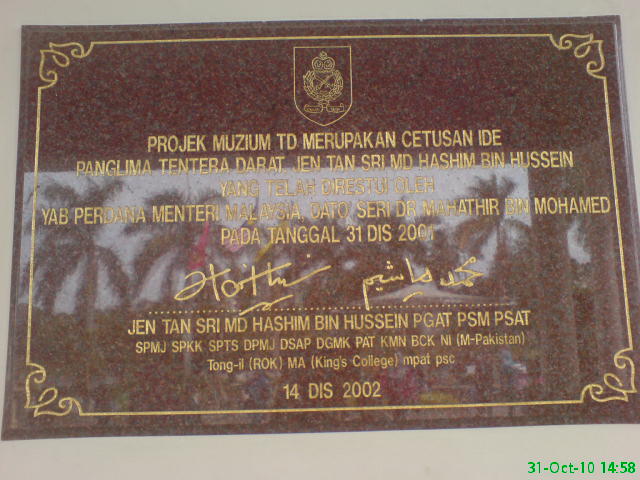 PROJEK MUZIUM TD MERUPAKAN CETUSAN IDE
PANGLIMA TENTERA DARAT, JEN TAN SRI MD HASHIM BIN HUSSEIN
YANG TELAH DIRESTUI OLEH
YAB PERDANA MENTERI MALAYSIA, DATO SERI DR MAHATHIR BIN MOHAMED
PADA TANGGAL 31 DIS 2001
محمد هاشيم
JEN TAN SRI MD HASHIM BIN HUSSEIN PGAT PSM PSAT
SPMJ SPKK SPTS DPMJ DSAP DGMK PAT KMN BCK NI (M-Pakistan)
Tong-il (ROK) MA (King's College) mpat psc
14 DIS 2002
31-Oct-10 14:58